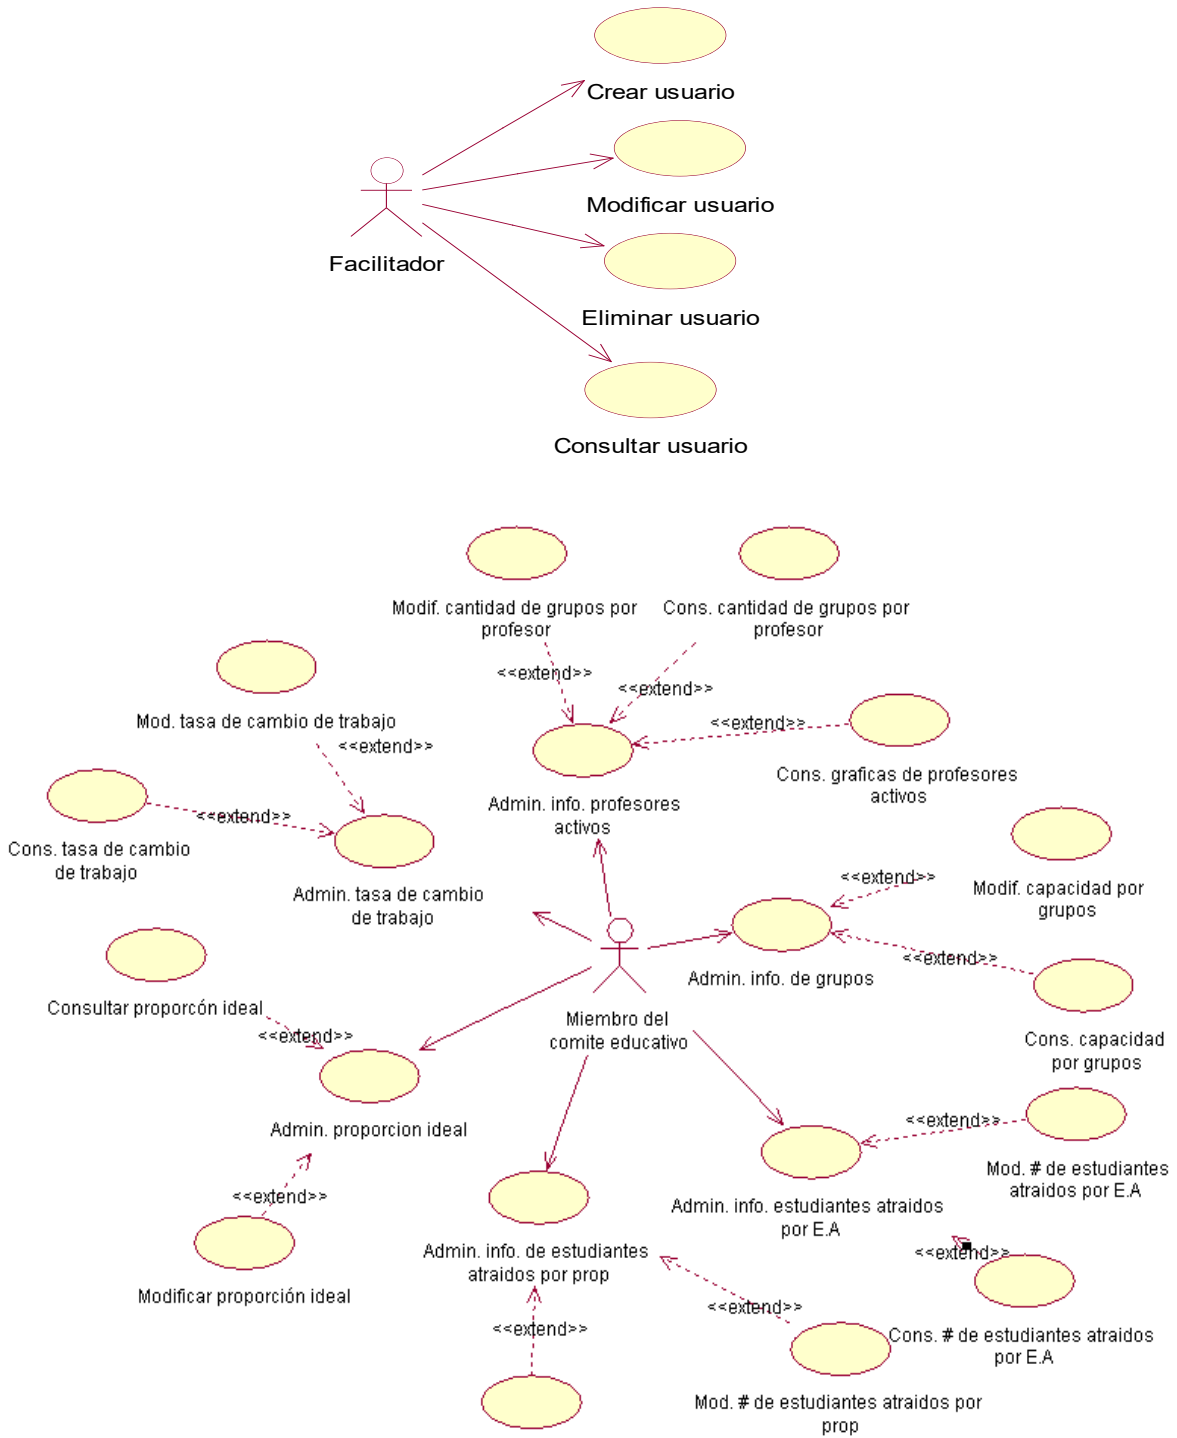 Crear usuario
Modificar usuario
Facilitador
Eliminar usuario
Consultar usuario
Modif. cantidad de grupos por
profesor
Cons. cantidad de grupos por
profesor
<<extend>>
<<extend>>
Mod. tasa de cambio de trabajo
<<extend>>
<<extend>>
Cons. graficas de profesores
activos
Admin. info. profesores
activos
<<extend>>
Cons. tasa de cambio
de trabajo
Admin. tasa de cambio
de trabajo
<<extend>>
Modif. capacidad por
grupos
<<extend>>
Admin. info. de grupos
Consultar proporcón ideal
<<extend>>
Miembro del
comite educativo
Cons. capacidad
por grupos
Admin. proporcion ideal
<<extend>>
Mod. # de estudiantes
atraidos por E.A
<<extend>>
Admin. info. estudiantes atraidos
por E.A
<<extend>>
Modificar proporción ideal
Admin. info. de estudiantes
atraidos por prop
<<extend>>
<<extend>>
Cons. # de estudiantes atraidos
por E.A
Mod. # de estudiantes atraidos por
prop